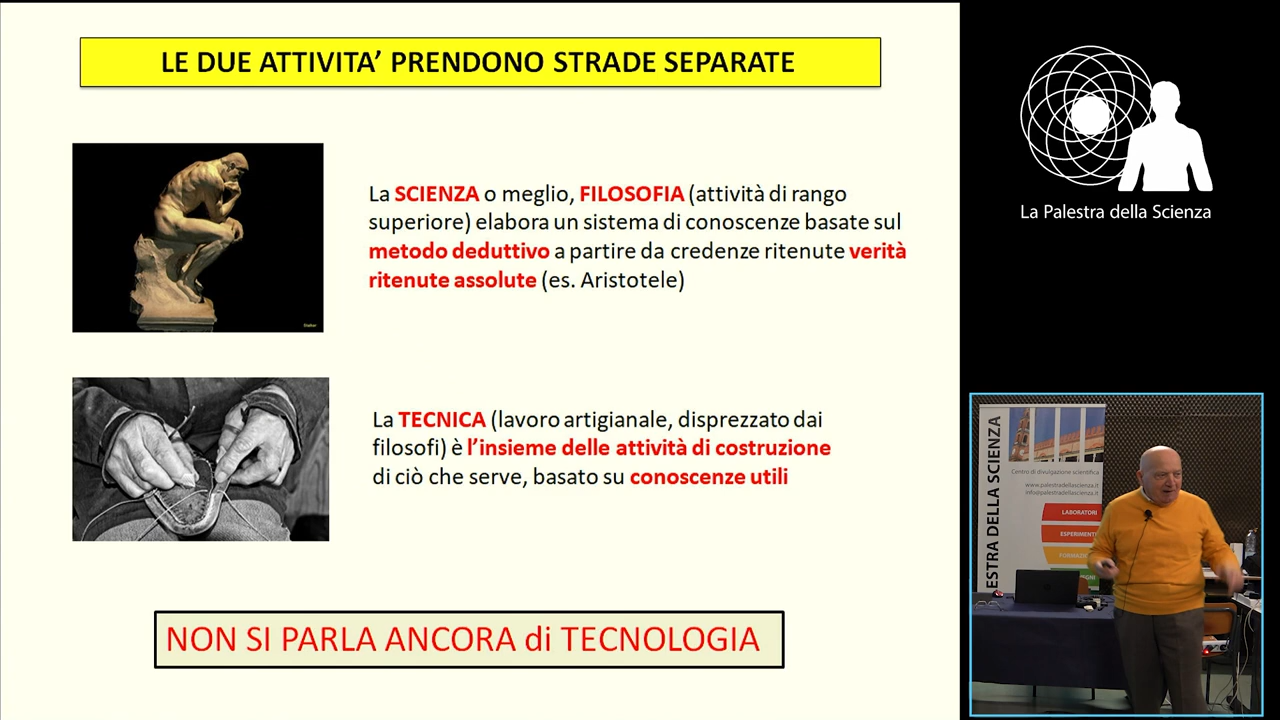 LE DUE ATTIVITA’ PRENDONO STRADE SEPARATE
La SCIENZA o meglio, FILOSOFIA (attività di rango
superiore) elabora un sistema di conoscenze basate sul
metodo deduttivo a partire da credenze ritenute verità
ritenute assolute (es. Aristotele)
La TECNICA (lavoro artigianale, disprezzato dai
filosofi) è l’insieme delle attività di costruzione
di ciò che serve, basato su conoscenze utili
NON SI PARLA ANCORA di TECNOLOGIA
La Palestra della Scienza
ESTRA DELLA SCIENZA
Centro di divulgazione scientifica
www.palestradellascienza.it
info@palestradellascienza.it
LABORATORI
ESPERIMENTI